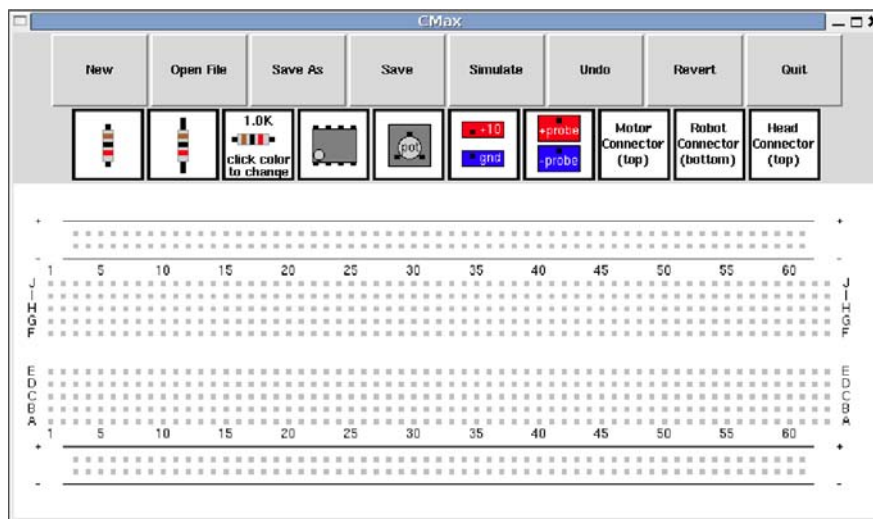 CMax
New Open File Save As Save Simulate Undo Revert Quit
1.0K
click color
to change
pot
+10
gnd
+probe
-probe
Motor
Connector
(top)
Robot
Connector
(bottom)
Head
Connector
(top)
+ +
- -
1 5 10 15 20 25 30 35 40 45 50 55 60
J J
I I
H H
G G
F F
E E
D D
C C
B B
A A
1 5 10 15 20 25 30 35 40 45 50 55 60
+ +
- -